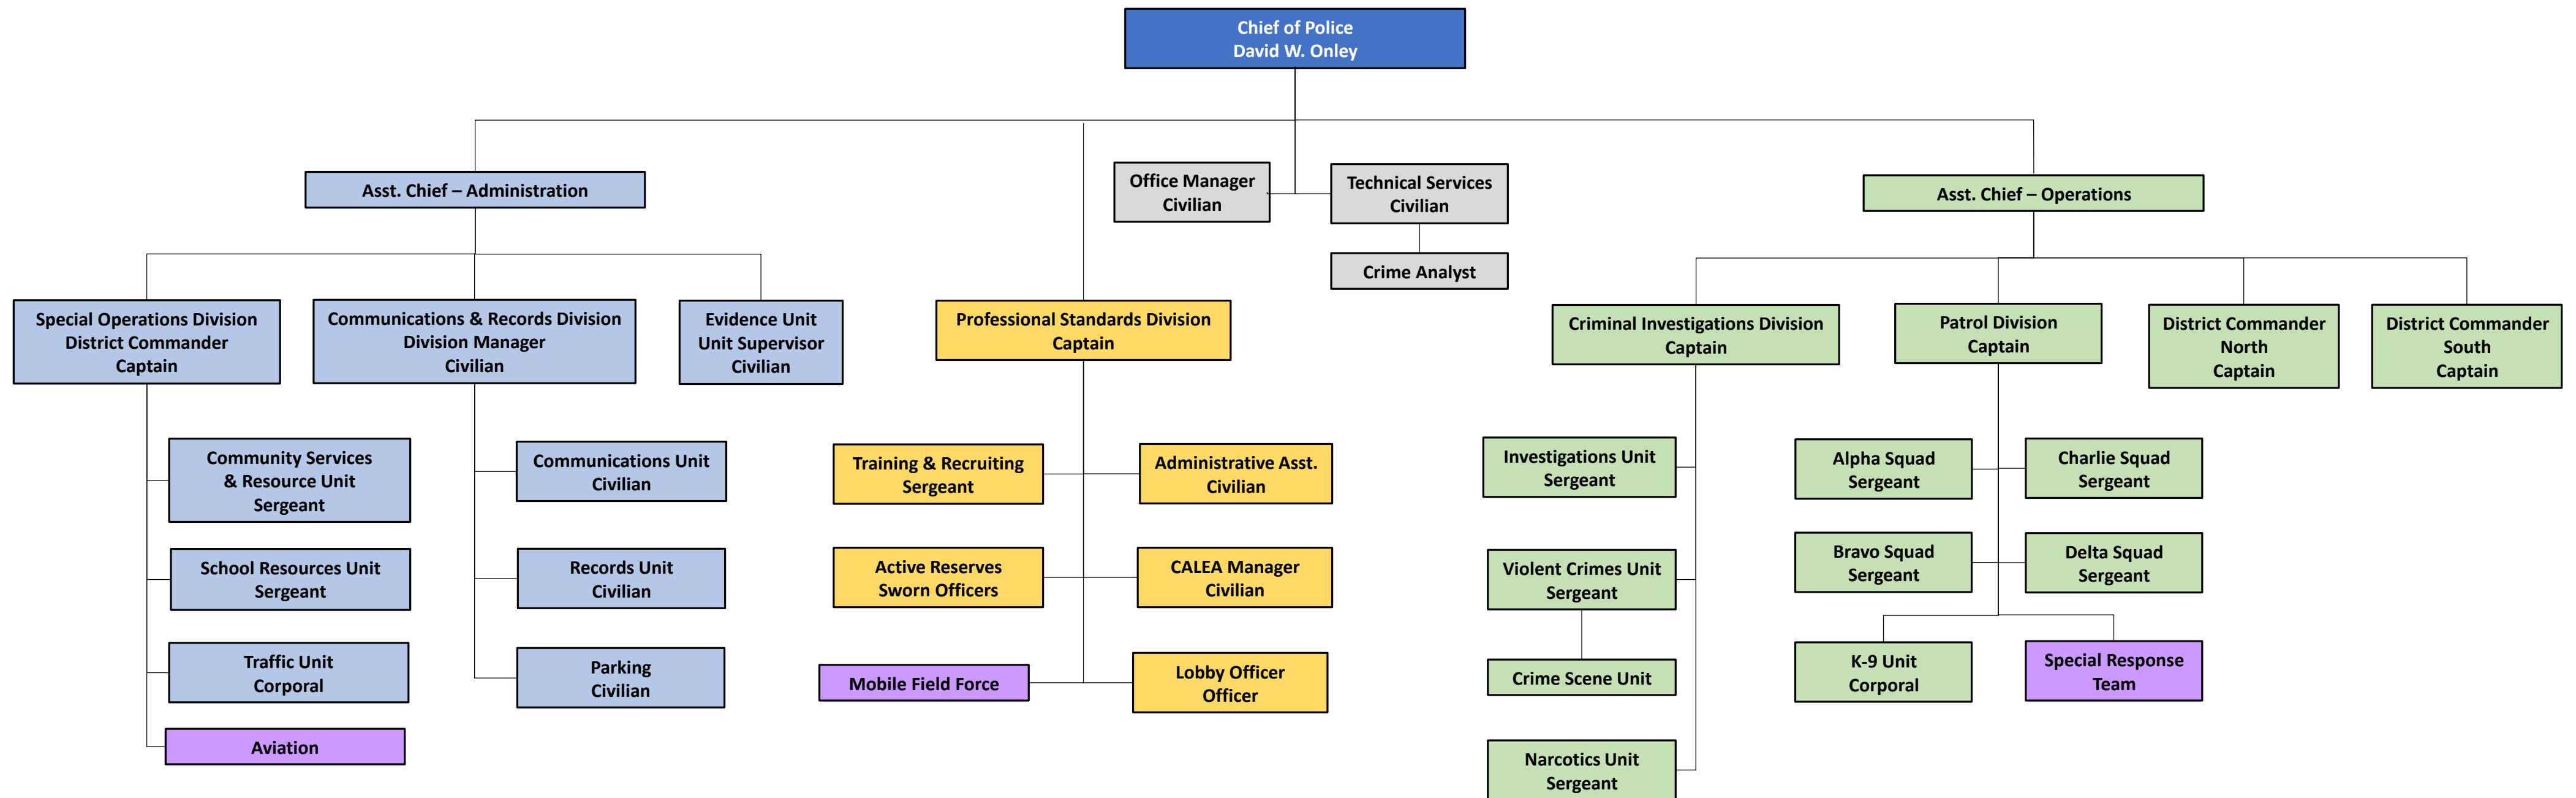 Chief of Police
David W. Onley
Asst. Chief – Administration
Office Manager
Civilian
Technical Services
Civilian
Crime Analyst
Asst. Chief – Operations
Special Operations Division
District Commander
Captain
Communications & Records Division
Division Manager
Civilian
Evidence Unit
Unit Supervisor
Civilian
Professional Standards Division
Captain
Criminal Investigations Division
Captain
Patrol Division
Captain
District Commander
North
Captain
District Commander
South
Captain
Community Services
& Resource Unit
Sergeant
School Resources Unit
Sergeant
Traffic Unit
Corporal
Aviation
Communications Unit
Civilian
Records Unit
Civilian
Parking
Civilian
Training & Recruiting
Sergeant
Administrative Asst.
Civilian
Active Reserves
Sworn Officers
CALEA Manager
Civilian
Mobile Field Force
Lobby Officer
Officer
Investigations Unit
Sergeant
Violent Crimes Unit
Sergeant
Crime Scene Unit
Narcotics Unit
Sergeant
Alpha Squad
Sergeant
Charlie Squad
Sergeant
Bravo Squad
Sergeant
Delta Squad
Sergeant
K-9 Unit
Corporal
Special Response
Team